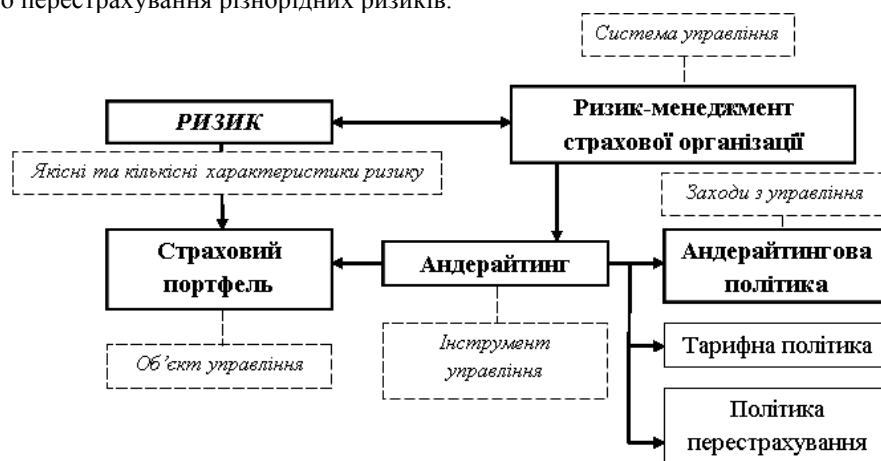 перестрахування різнорідних ризиків.
Система управління
РИЗИК
Ризик-менеджмент
страхової організації
Якісні та кількісні характеристики ризику
Заходи з управління
Страховий
портфель
Андерайтинг
Андерайтингова
політика
Об’єкт управління
Інструмент
управління
Тарифна політика
Політика
перестрахування